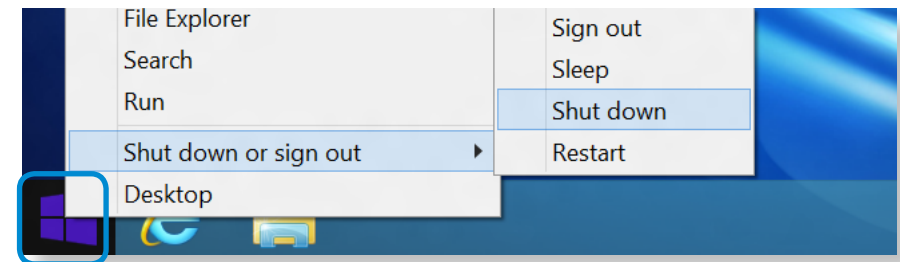 File Explorer
Search
Run
Shut down or sign out
Desktop
Sign out
Sleep
Shut down
Restart